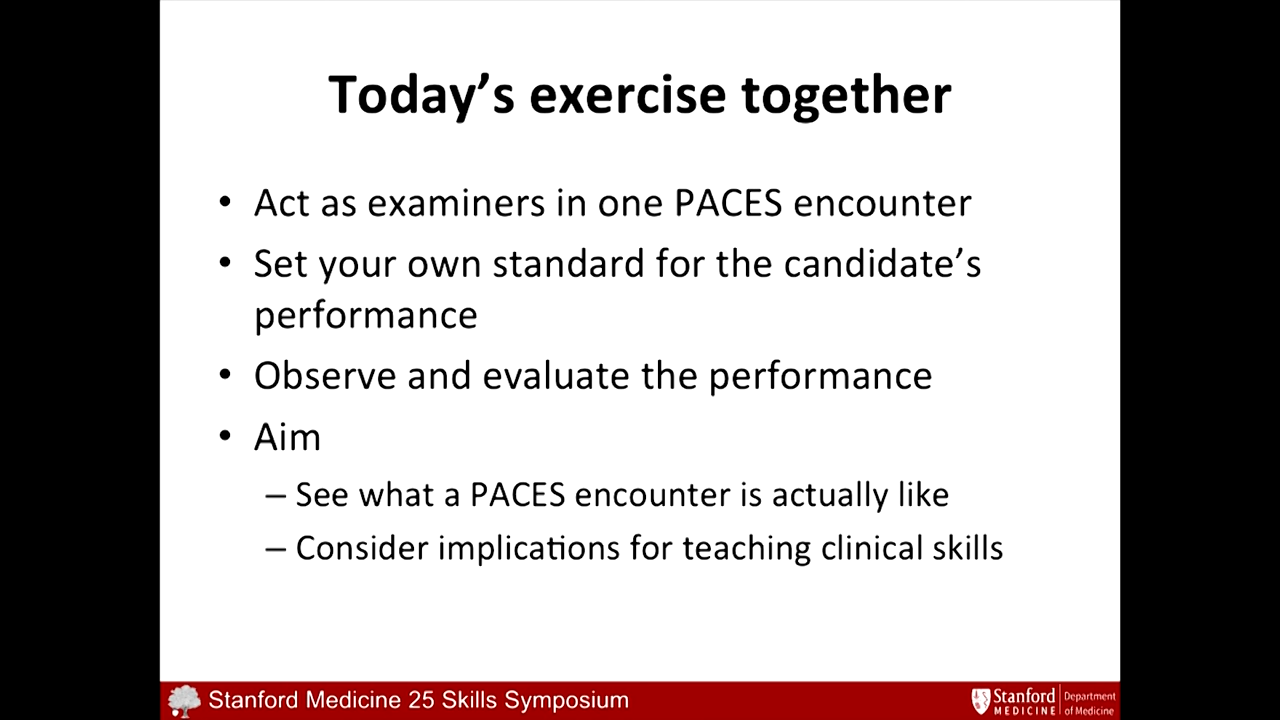 Today's exercise together
• Act as examiners in one PACES encounter
• Set your own standard for the candidate's
performance
• Observe and evaluate the performance
• Aim
– See what a PACES encounter is actually like
– Consider implications for teaching clinical skills
Stanford Medicine 25 Skills Symposium
Stanford
MEDICINE
Department
of Medicine